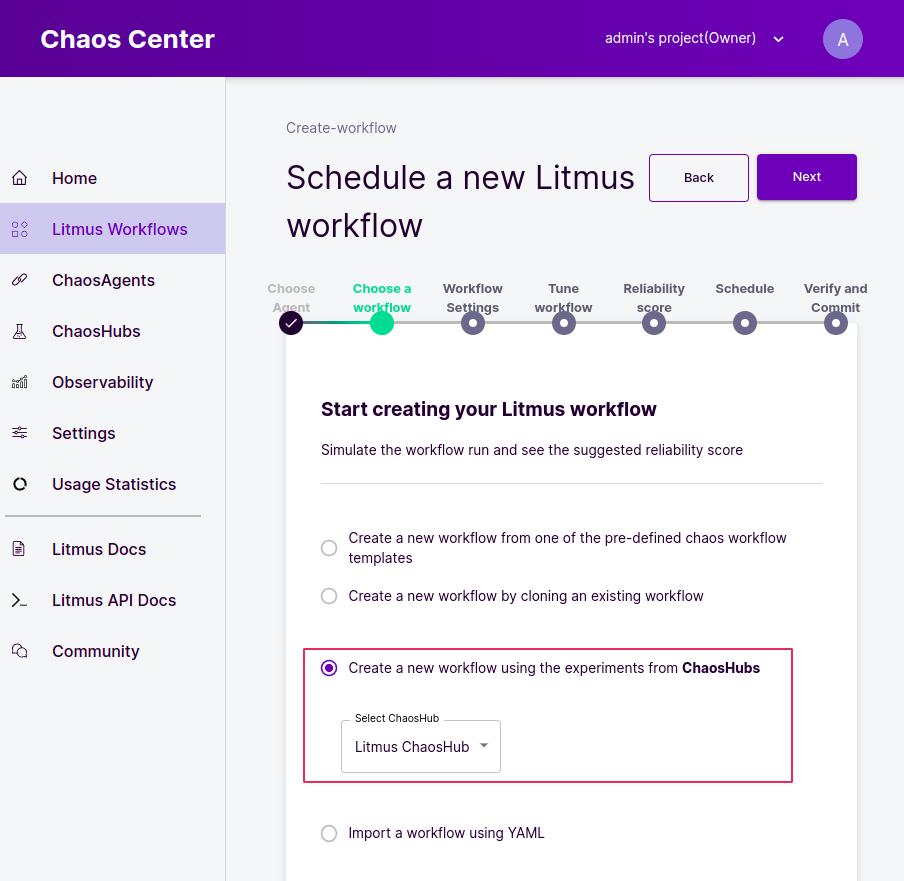 Chaos Center
admin's project(Owner)
A
Home
Litmus Workflows
ChaosAgents
ChaosHubs
Observability
Settings
Usage Statistics
Litmus Docs
Litmus API Docs
Community
Create-workflow
Schedule a new Litmus
workflow
Back
Next
Choose
Agent
Choose a
workflow
Workflow
Settings
Tune
workflow
Reliability
score
Schedule
Verify and
Commit
Start creating your Litmus workflow
Simulate the workflow run and see the suggested reliability score
Create a new workflow from one of the pre-defined chaos workflow
templates
Create a new workflow by cloning an existing workflow
Create a new workflow using the experiments from ChaosHubs
Select ChaosHub
Litmus ChaosHub
Import a workflow using YAML